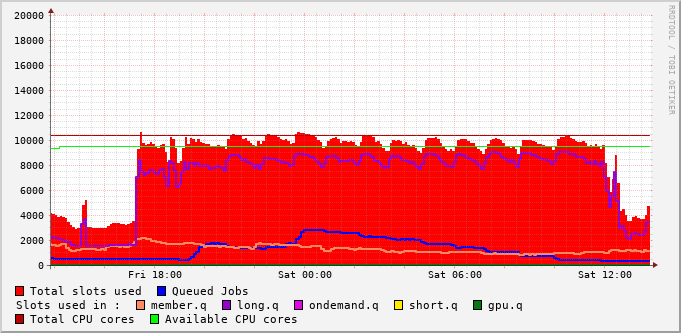 20000
18000
16000
14000
12000
10000
8000
6000
4000
2000
0
Fri 18:00 Sat 00:00 Sat 06:00 Sat 12:00
RRDTOOL / TOBI OETIKER
Total slots used Queued Jobs
Slots used in : member.q long.q ondemand.q short.q gpu.q
Total CPU cores Available CPU cores